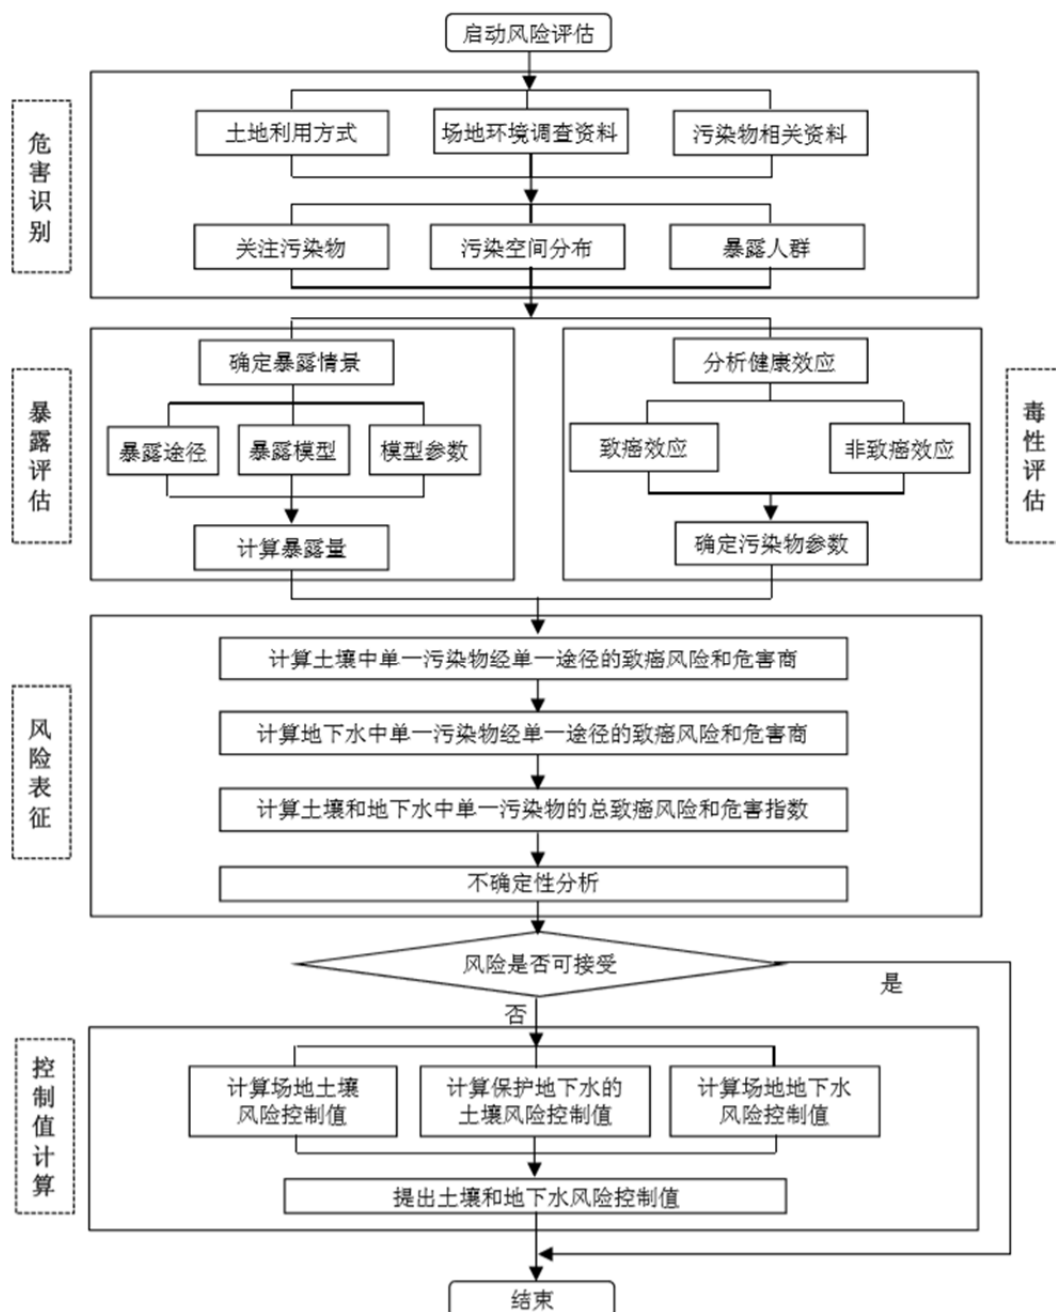 启动风险评估
危害识别
土地利用方式
场地环境调查资料
污染物相关资料
关注污染物
污染空间分布
暴露人群
暴露评估
确定暴露情景
暴露途径
暴露模型
模型参数
计算暴露量
分析健康效应
致癌效应
非致癌效应
确定污染物参数
毒性评估
风险表征
计算土壤中单一污染物经单一途径的致癌风险和危害商
计算地下水中单一污染物经单一途径的致癌风险和危害商
计算土壤和地下水中单一污染物的总致癌风险和危害指数
不确定性分析
风险是否可接受
是
否
控制值计算
计算场地土壤
风险控制值
计算保护地下水的
土壤风险控制值
计算场地地下水
风险控制值
提出土壤和地下水风险控制值
结束